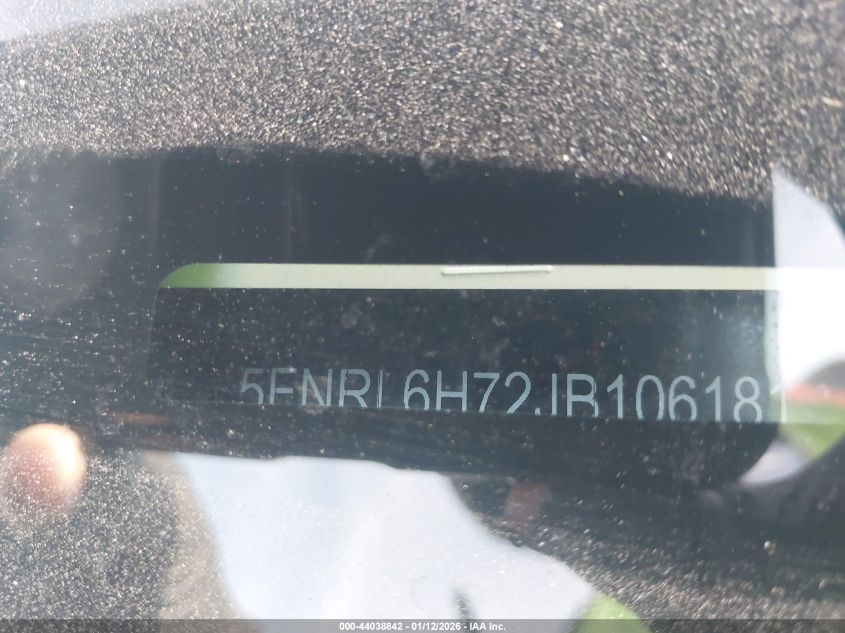 5FNRL6H72JB106181
000-44038842 - 01/12/2026 - IAA Inc.